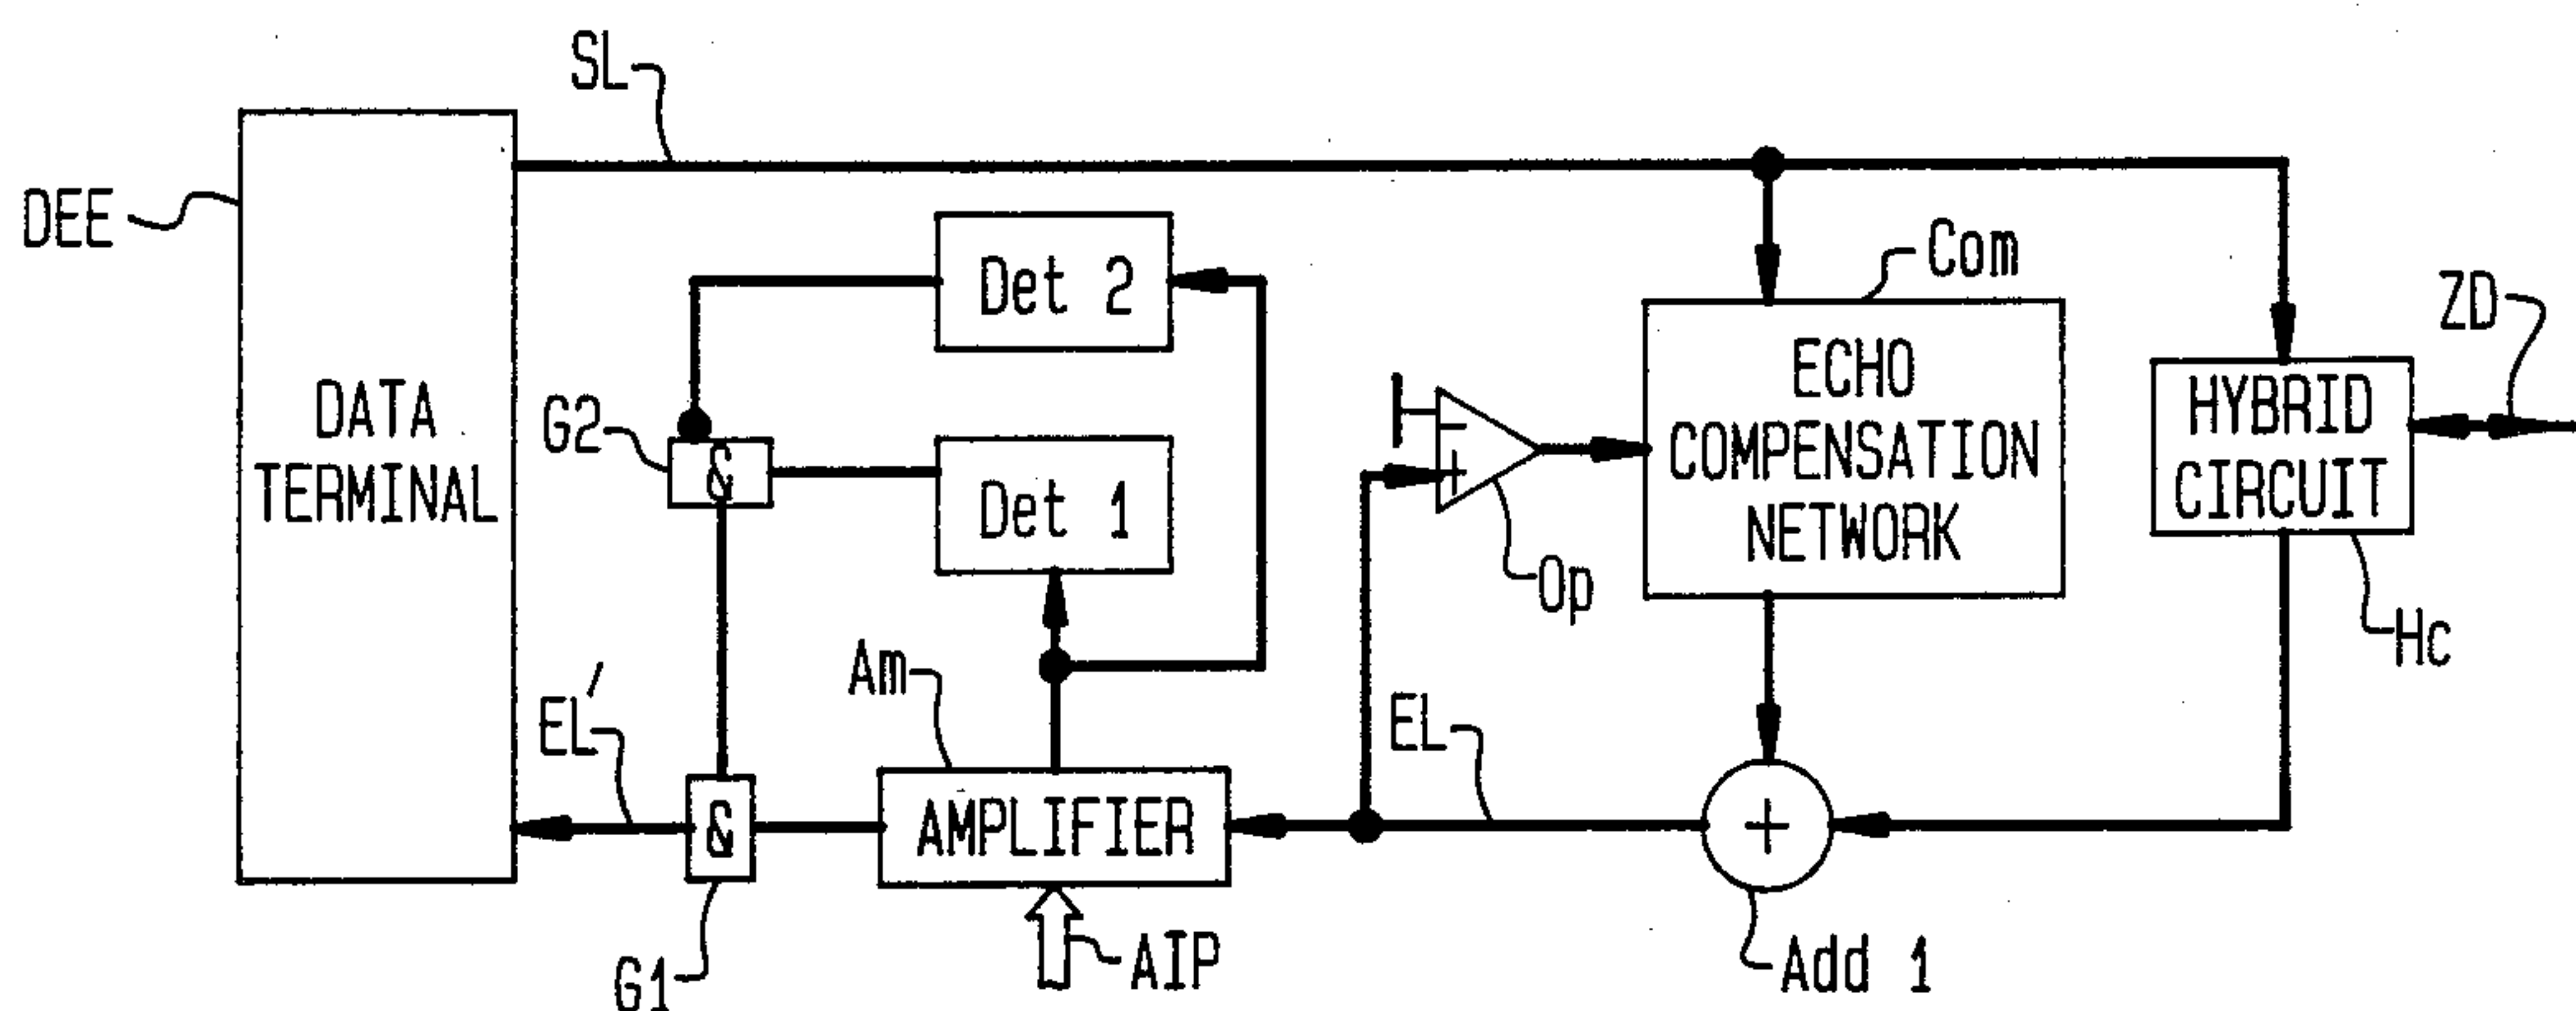 SL
DEE
DATA
TERMINAL
Det 2
G2
&
Det 1
Com
ECHO
COMPENSATION
NETWORK
ZD
HYBRID
CIRCUIT
−
+
Op
Hc
Am
EL'
EL
&
AMPLIFIER
+
G1
AIP
Add 1